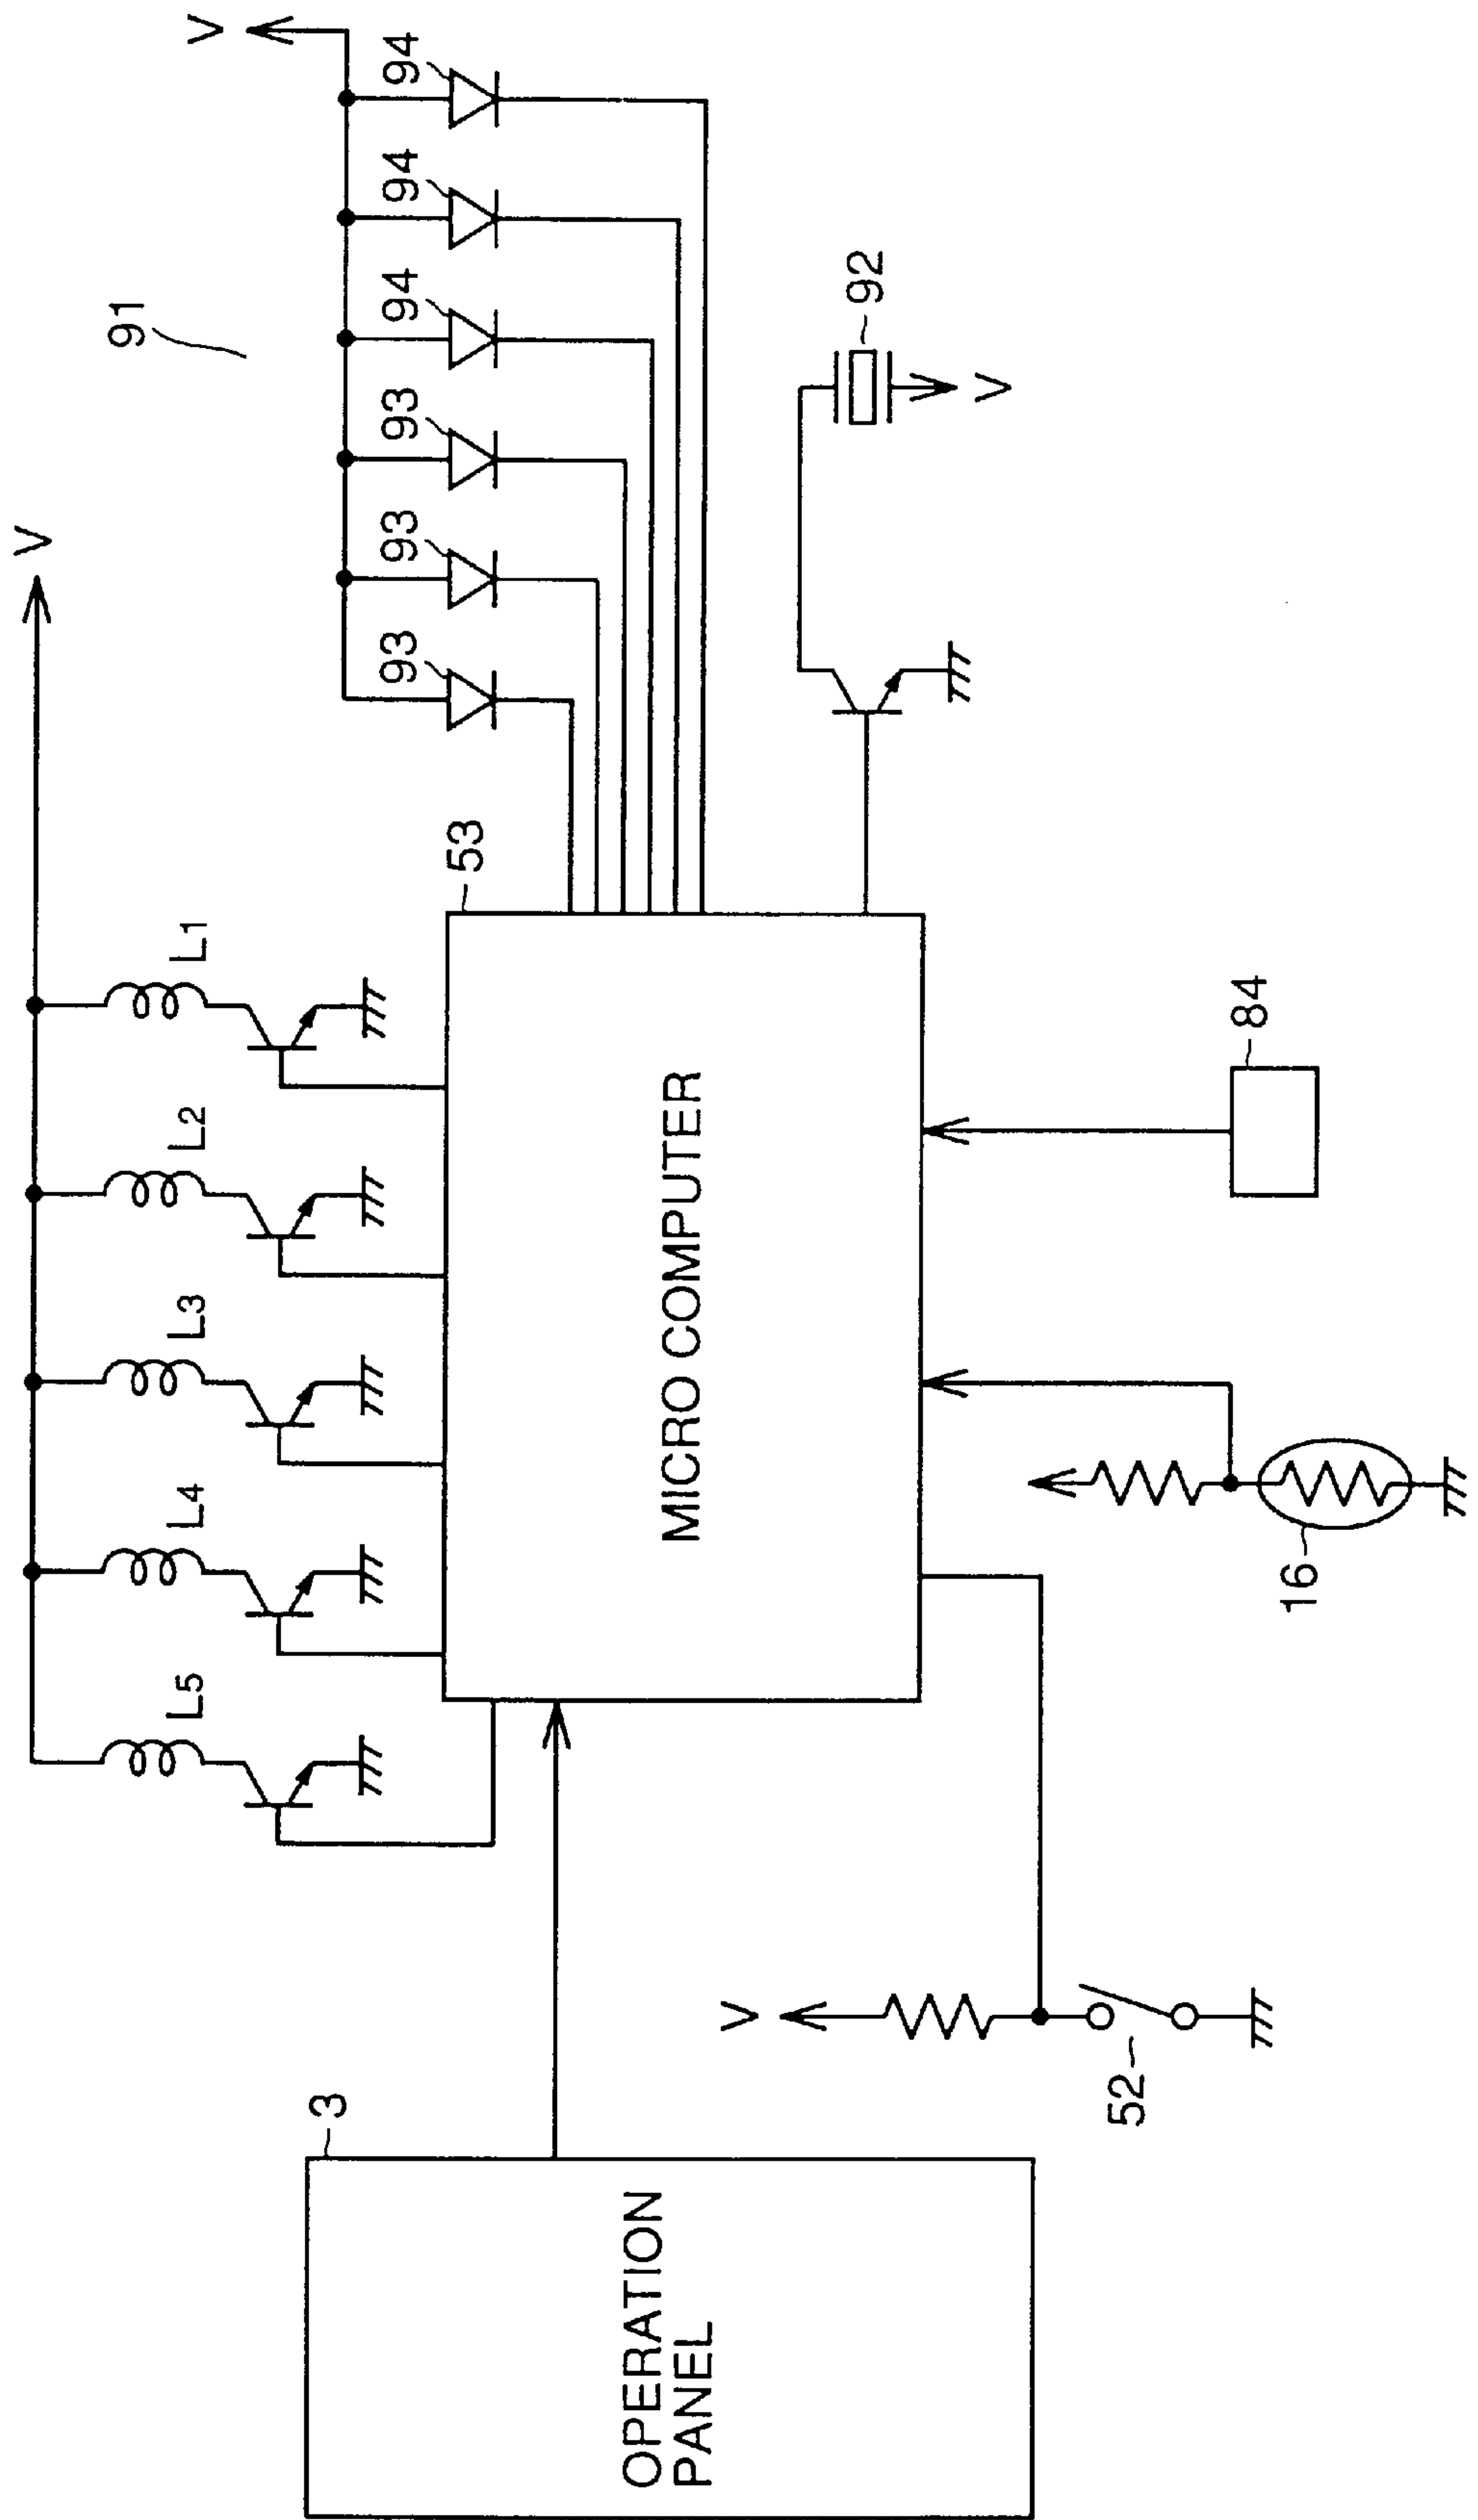 V
L5
L4
L3
L2
L1
91
V
93
93
93
94
94
94
3
OPERATION
PANEL
53
MICRO COMPUTER
92
V
V
52
16
84